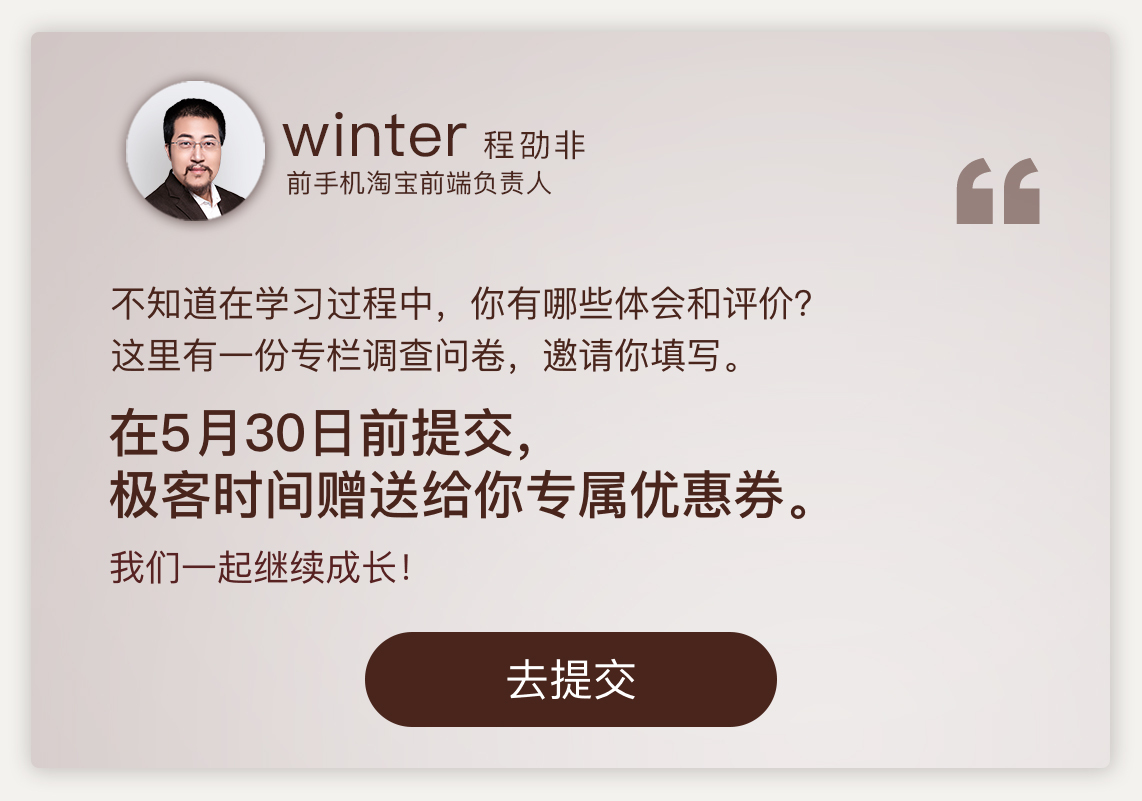 winter 程劭非
前手机淘宝前端负责人
不知道在学习过程中，你有哪些体会和评价？
这里有一份专栏调查问卷，邀请你填写。
在5月30日前提交，
极客时间赠送给你专属优惠券。
我们一起继续成长！
去提交